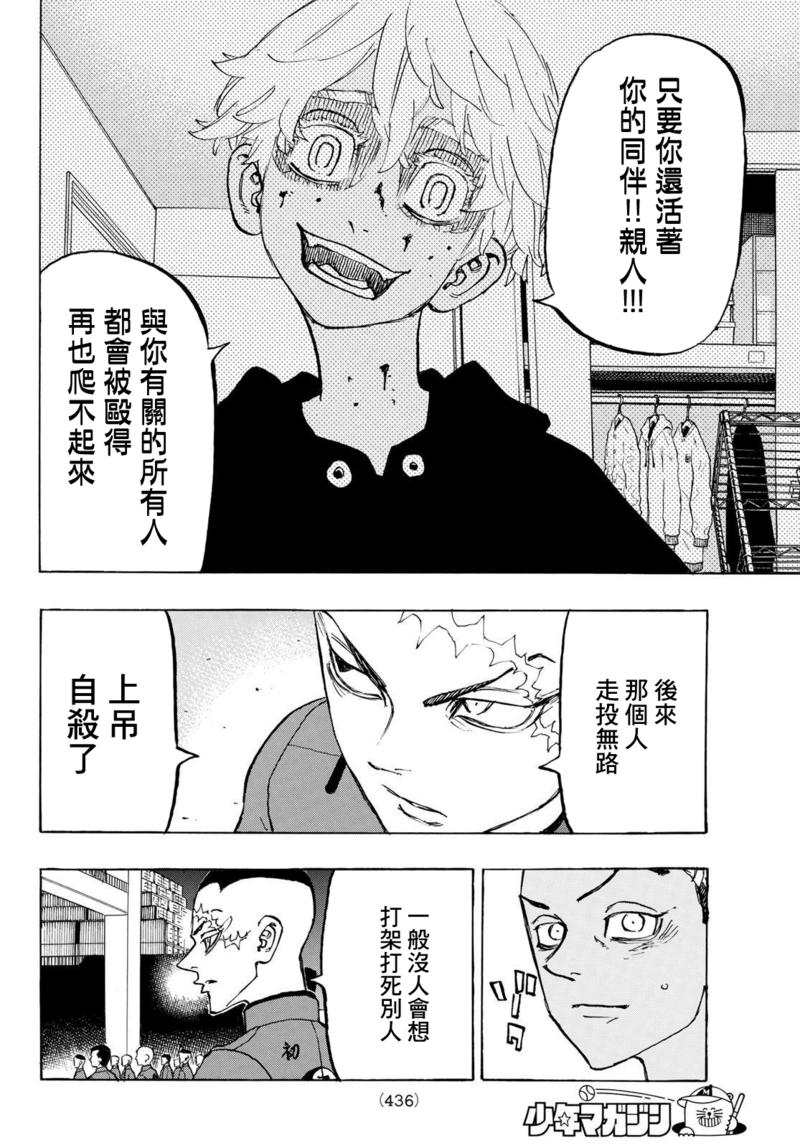 只要你還活著
你的同伴!!親人!!!
與你有關的所有人
都會被毆得
再也爬不起來
後來
那個人
走投無路
上吊
自殺了
一般沒人會想
打架打死別人
初
(436)
少年マガジン